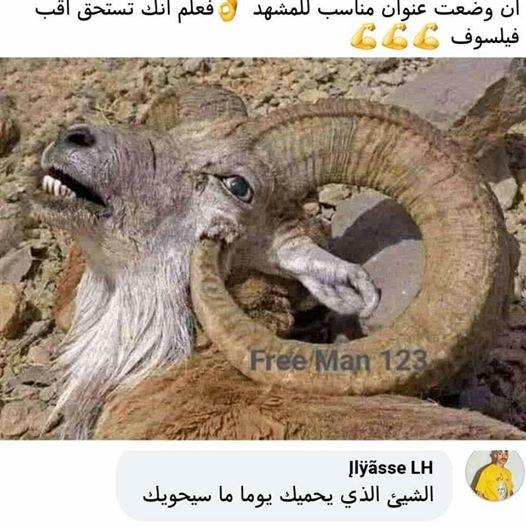 ان وضعت عنوان مناسب للمشهد 👌فعلم انك تستحق اقب
فيلسوف 💪💪💪💪
Free Man 123
Įlÿãsse LH
الشيئ الذي يحميك يوما ما سيحويك